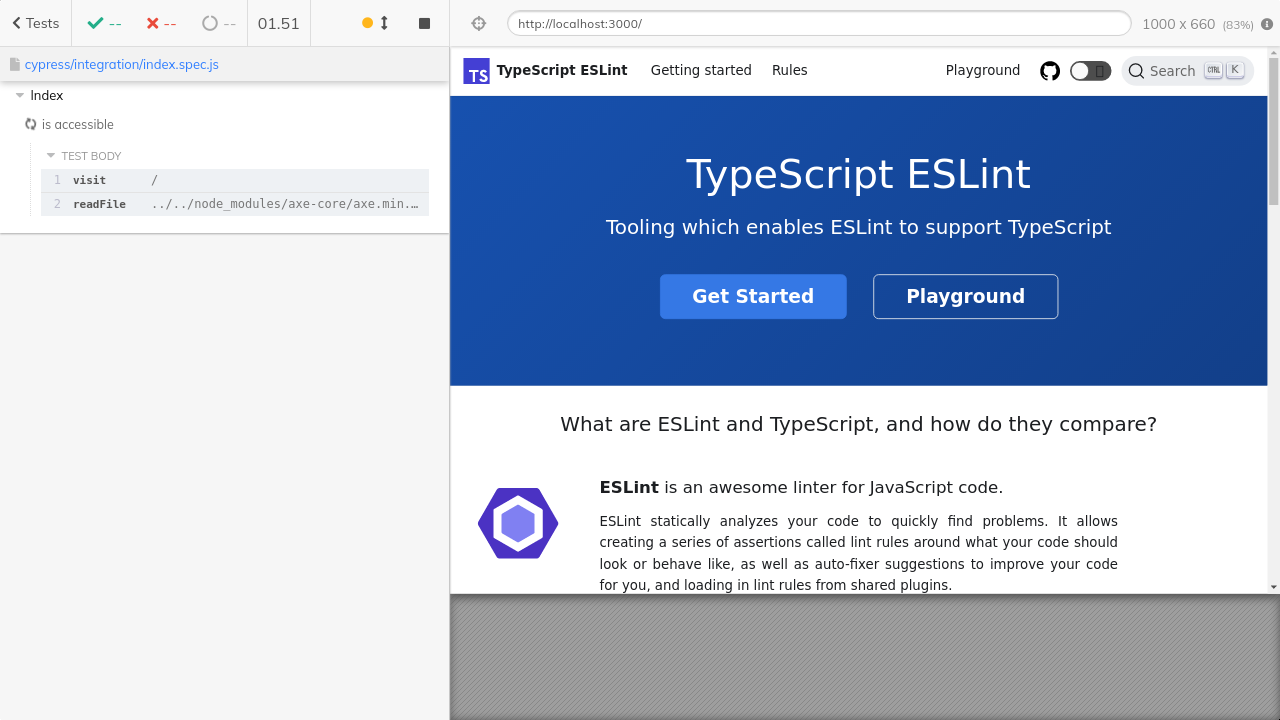 Tests
--
--
--
01.51
http://localhost:3000/
1000 x 660 (83%)
cypress/integration/index.spec.js
Index
is accessible
TEST BODY
1 visit /
2 readFile ../../node_modules/axe-core/axe.min.…
TS TypeScript ESLint
Getting started
Rules
Playground
Search
CTRL
K
TypeScript ESLint
Tooling which enables ESLint to support TypeScript
Get Started
Playground
What are ESLint and TypeScript, and how do they compare?
ESLint is an awesome linter for JavaScript code.
ESLint statically analyzes your code to quickly find problems. It allows
creating a series of assertions called lint rules around what your code should
look or behave like, as well as auto-fixer suggestions to improve your code
for you, and loading in lint rules from shared plugins.